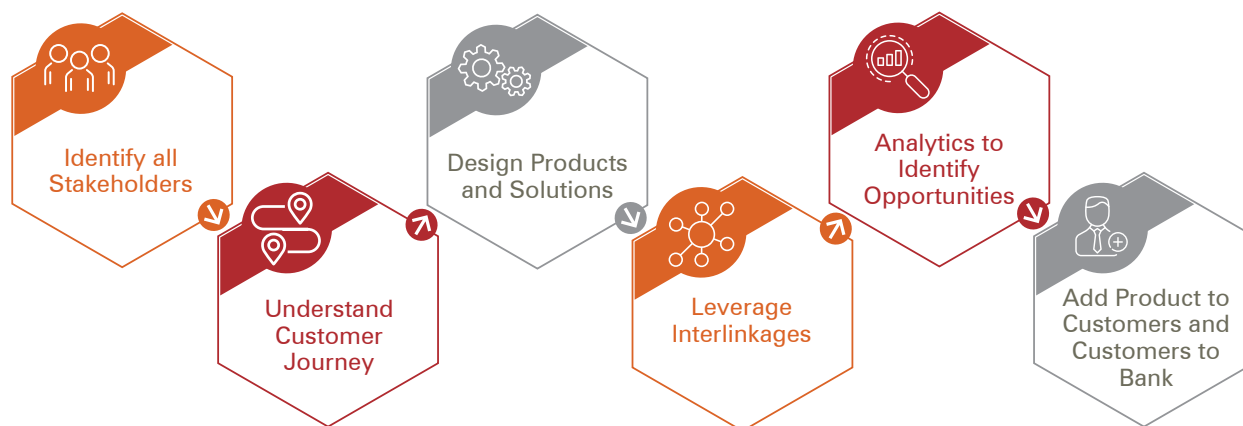 Identify all
Stakeholders
Understand
Customer
Journey
Design Products
and Solutions
Leverage
Interlinkages
Analytics to
Identify
Opportunities
Add Product to
Customers and
Customers to
Bank